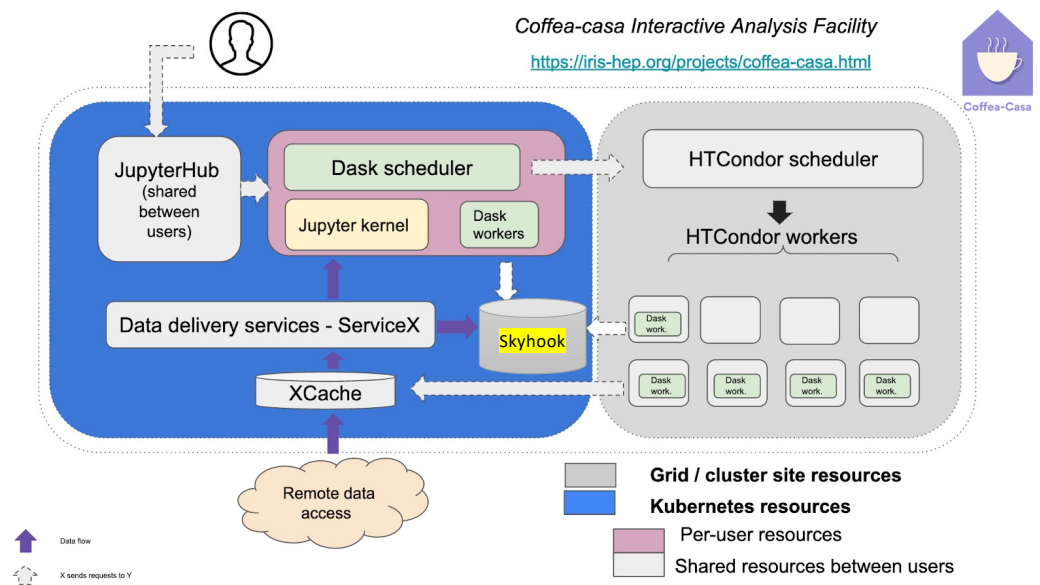 Coffea-casa Interactive Analysis Facility
https://iris-hep.org/projects/coffea-casa.html
Coffea-Casa
JupyterHub
(shared
between
users)
Dask scheduler
Jupyter kernel
Dask
workers
HTCondor scheduler
HTCondor workers
Data delivery services - ServiceX
Skyhook
XCache
Dask
work.
Dask
work.
Dask
work.
Dask
work.
Dask
work.
Remote data
access
Grid / cluster site resources
Kubernetes resources
Per-user resources
Shared resources between users
Data flow
X sends requests to Y